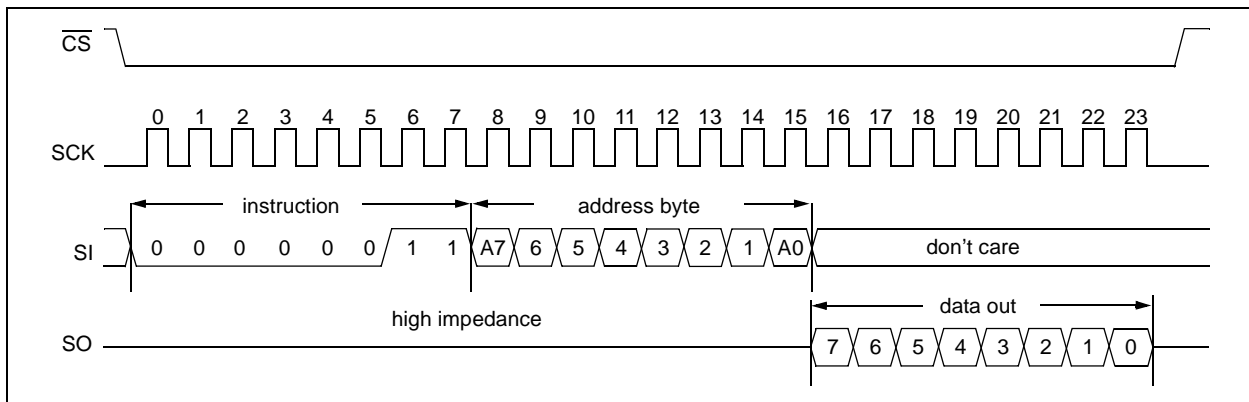 CS
0 1 2 3 4 5 6 7 8 9 10 11 12 13 14 15 16 17 18 19 20 21 22 23
SCK
instruction address byte
SI 0 0 0 0 0 0 1 1 A7 6 5 4 3 2 1 A0 don't care
high impedance data out
SO 7 6 5 4 3 2 1 0